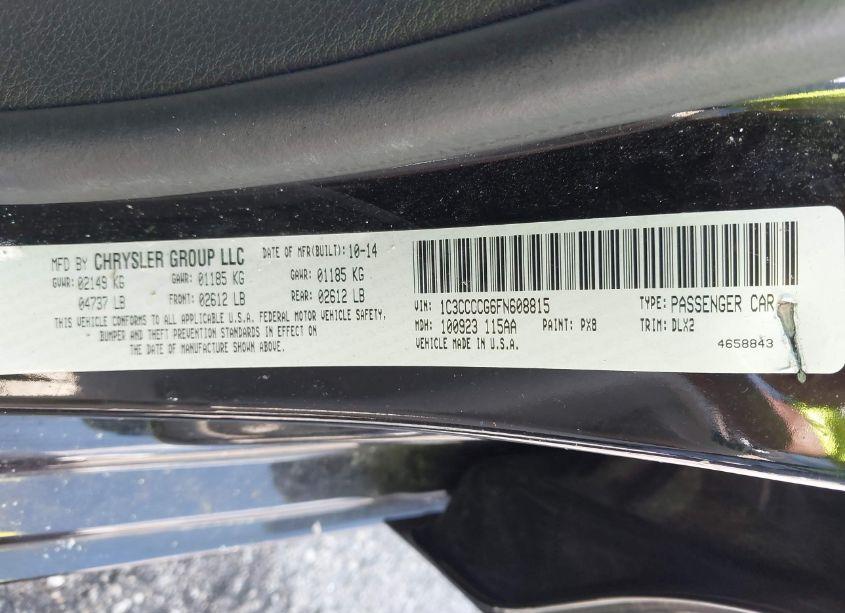 MFD BY CHRYSLER GROUP LLC DATE OF MFR(BUILT): 10-14
GVWR: 02149 KG GAWR: 01185 KG GAWR: 01185 KG
04737 LB FRONT: 02612 LB REAR: 02612 LB
THIS VEHICLE CONFORMS TO ALL APPLICABLE U.S.A. FEDERAL MOTOR VEHICLE SAFETY,
BUMPER AND THEFT PREVENTION STANDARDS IN EFFECT ON
THE DATE OF MANUFACTURE SHOWN ABOVE.
VIN: 1C3CCCCG6FN608815 TYPE: PASSENGER CAR
MDH: 100923 115AA PAINT: PX8 TRIM: DLX2
VEHICLE MADE IN U.S.A. 4658843